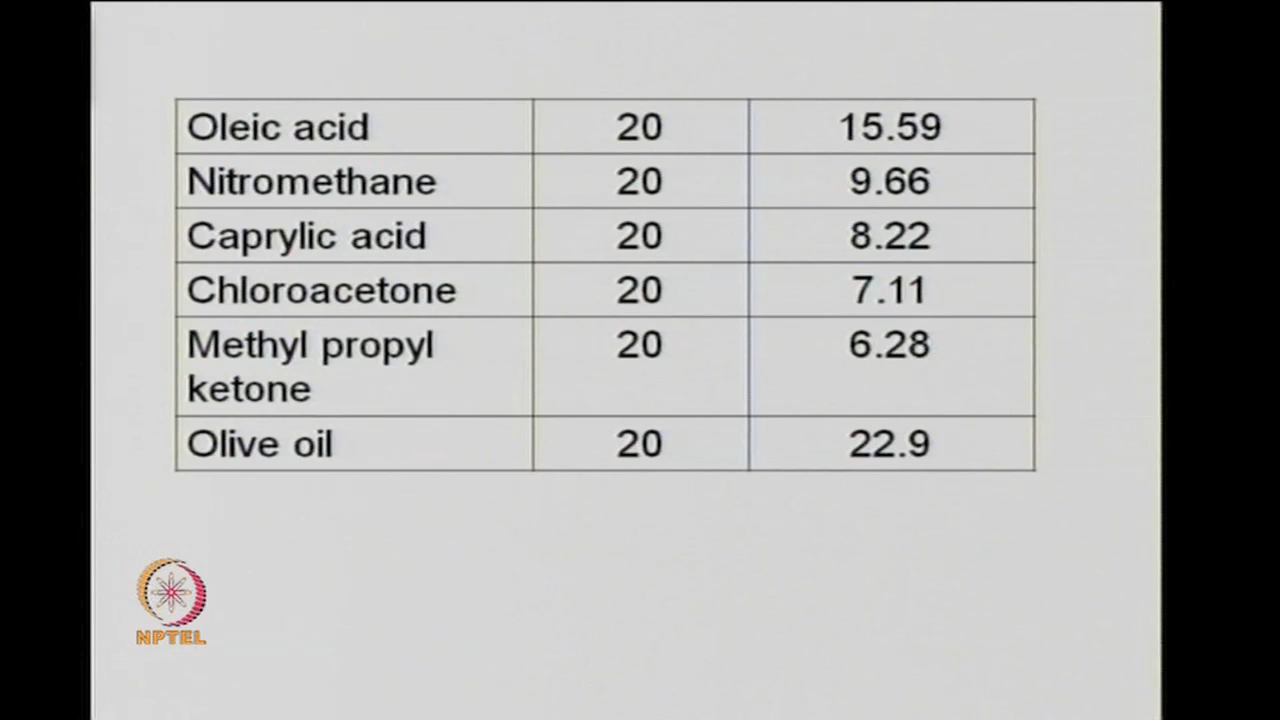 Oleic acid 20 15.59
Nitromethane 20 9.66
Caprylic acid 20 8.22
Chloroacetone 20 7.11
Methyl propyl 20 6.28
ketone
Olive oil 20 22.9
NPTEL